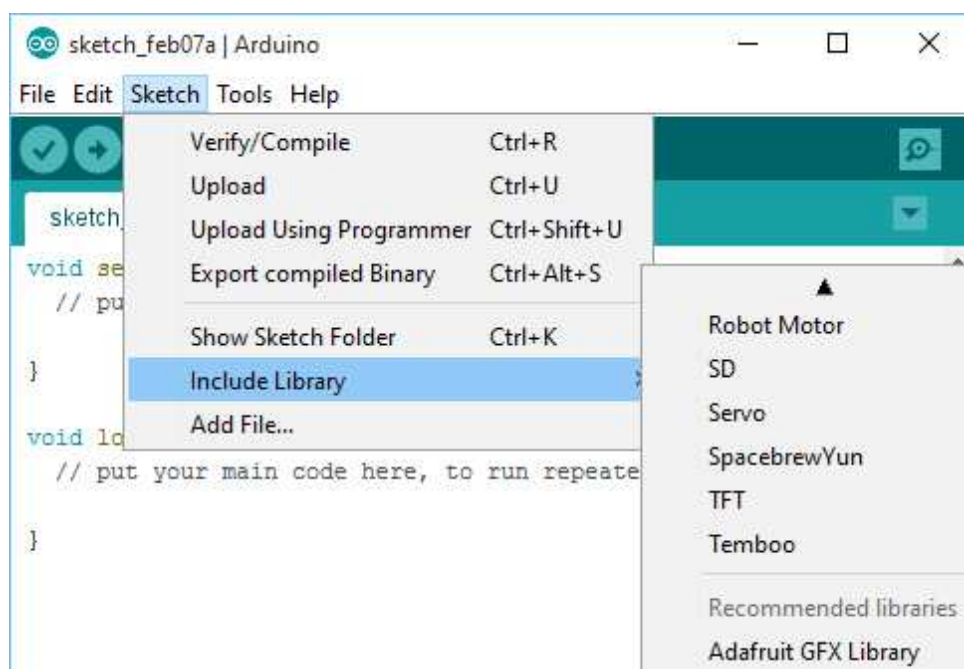 sketch_feb07a | Arduino
File Edit Sketch Tools Help
Verify/Compile Ctrl+R
Upload Ctrl+U
Upload Using Programmer Ctrl+Shift+U
Export compiled Binary Ctrl+Alt+S
Show Sketch Folder Ctrl+K
Include Library
Add File...
sketch_
void se
// pu
}
void lo
// put your main code here, to run repeate
}
Robot Motor
SD
Servo
SpacebrewYun
TFT
Temboo
Recommended libraries
Adafruit GFX Library